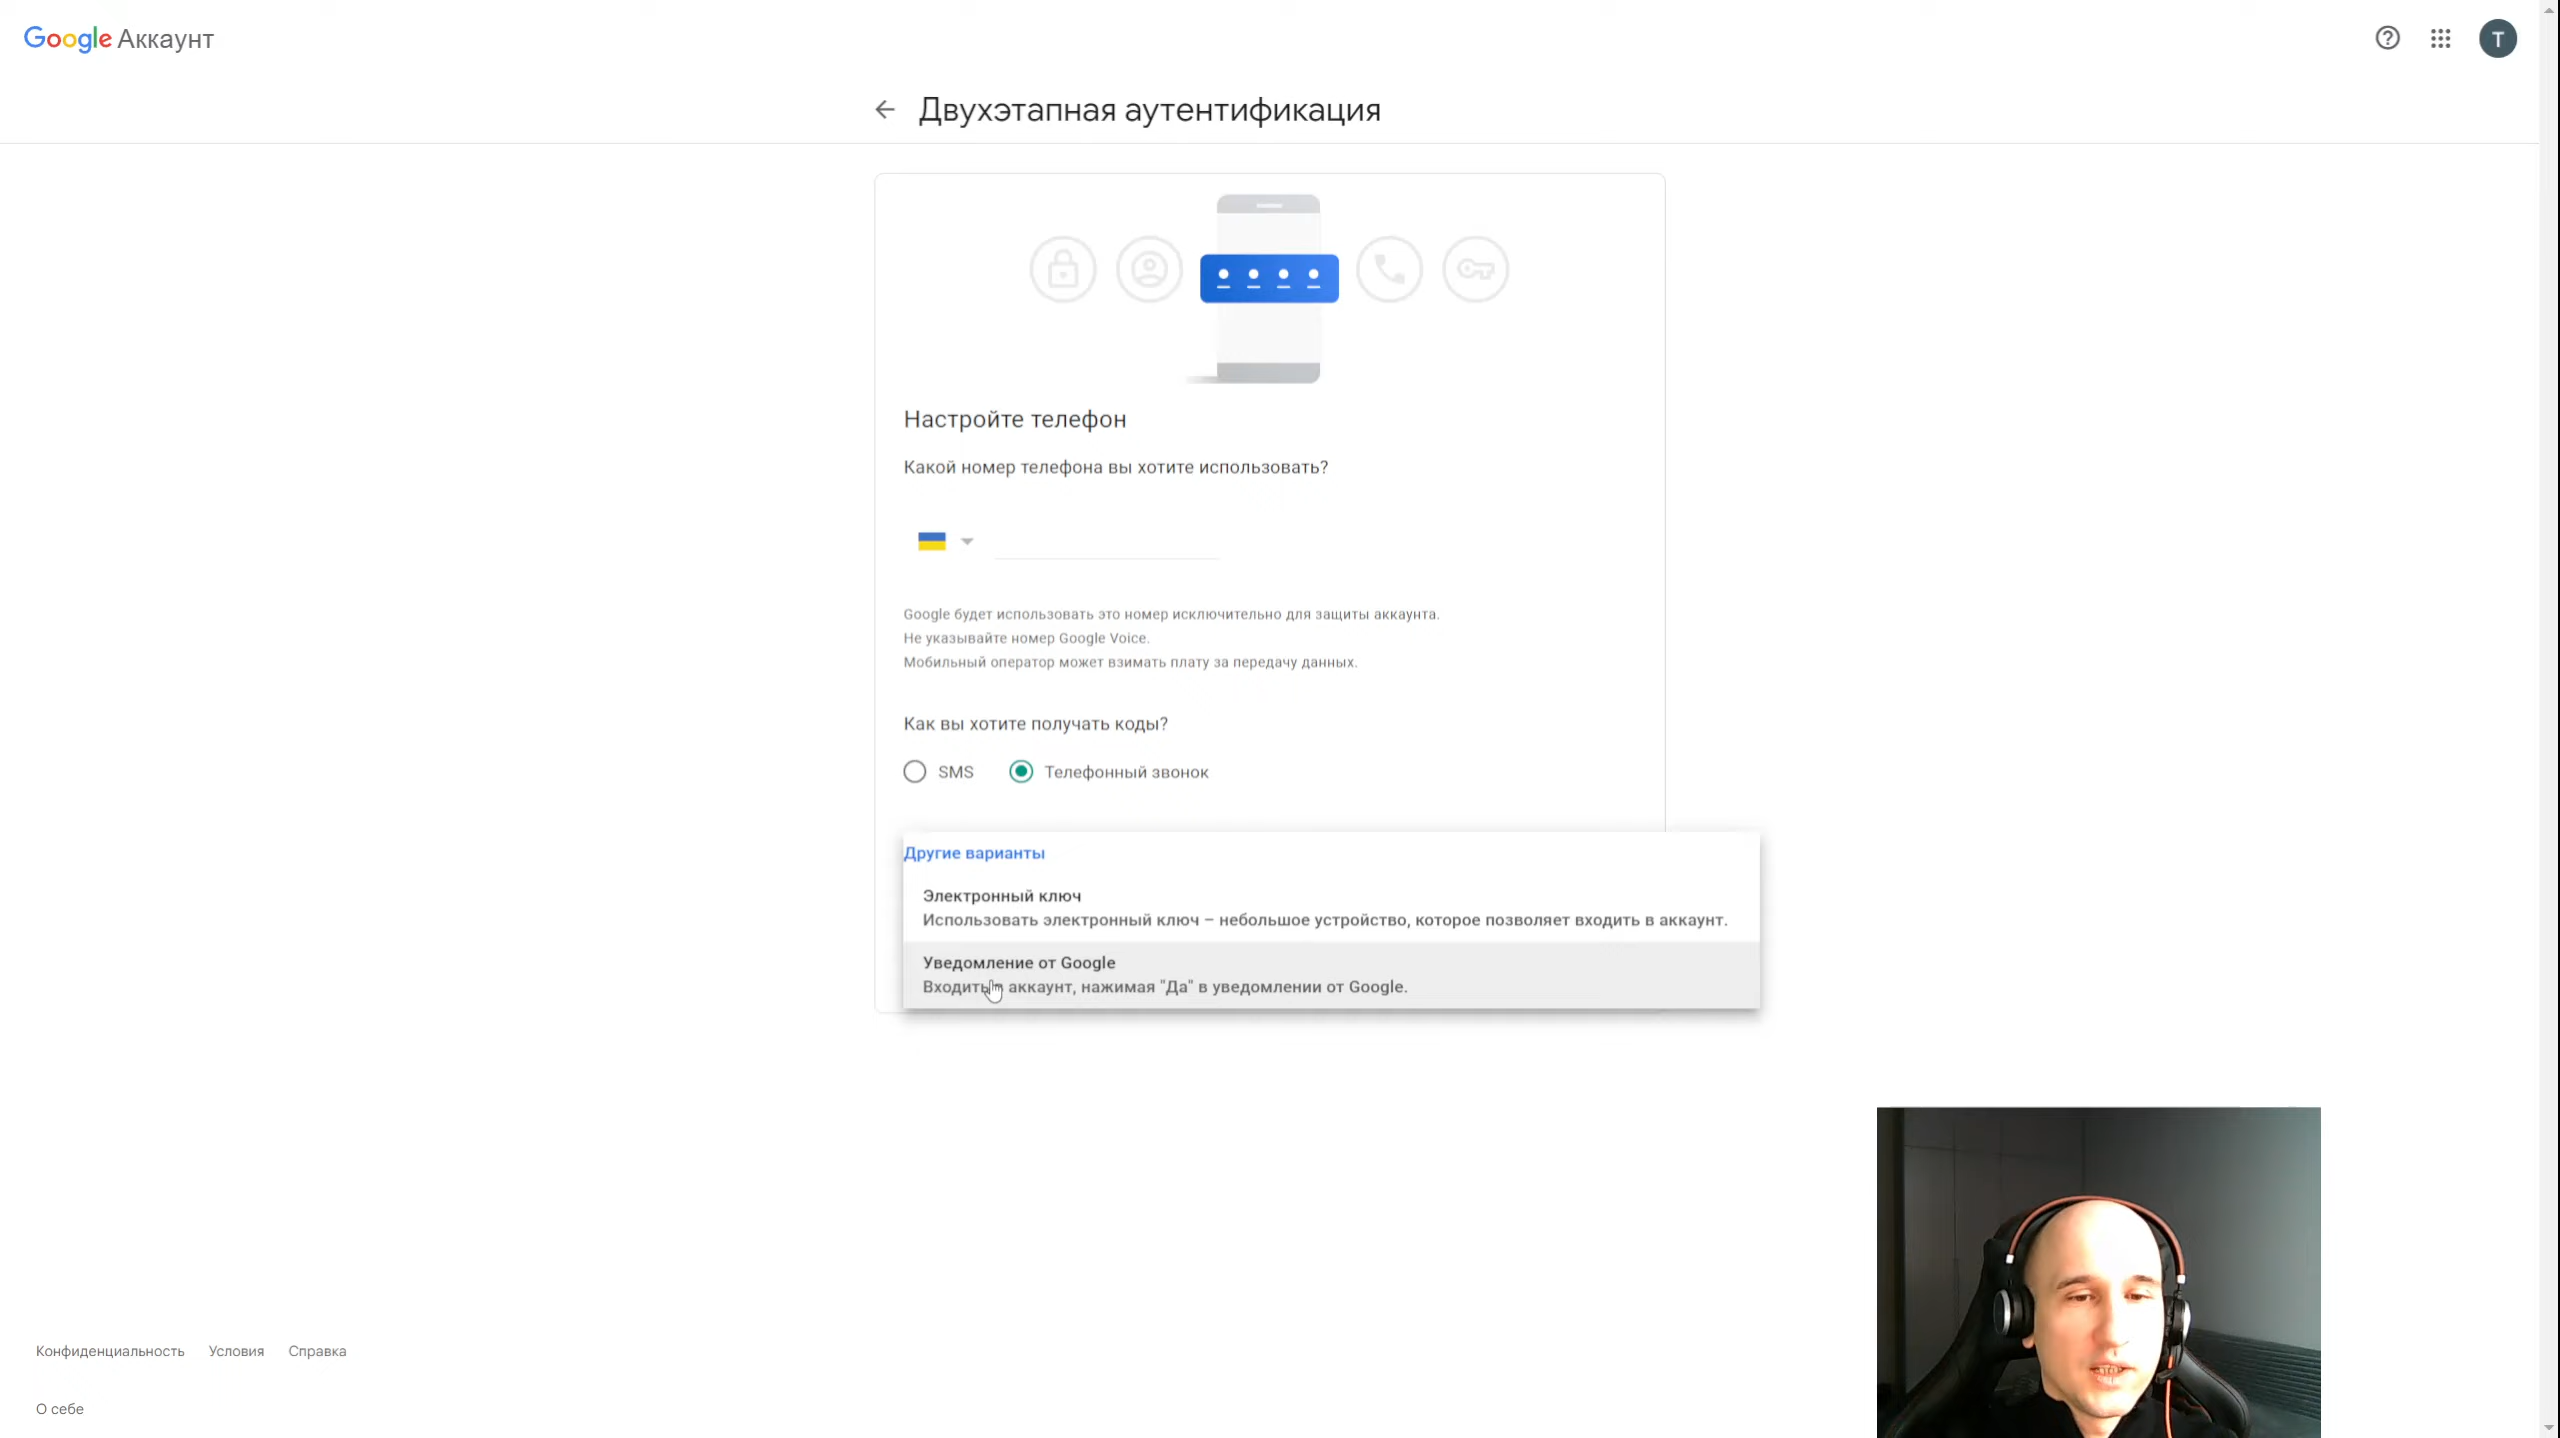 Google Аккаунт
T
Двухэтапная аутентификация
Настройте телефон
Какой номер телефона вы хотите использовать?
Google будет использовать это номер исключительно для защиты аккаунта.
Не указывайте номер Google Voice.
Мобильный оператор может взимать плату за передачу данных.
Как вы хотите получать коды?
SMS Телефонный звонок
Другие варианты
Электронный ключ
Использовать электронный ключ – небольшое устройство, которое позволяет входить в аккаунт.
Уведомление от Google
Входить в аккаунт, нажимая "Да" в уведомлении от Google.
Конфиденциальность Условия Справка
О себе